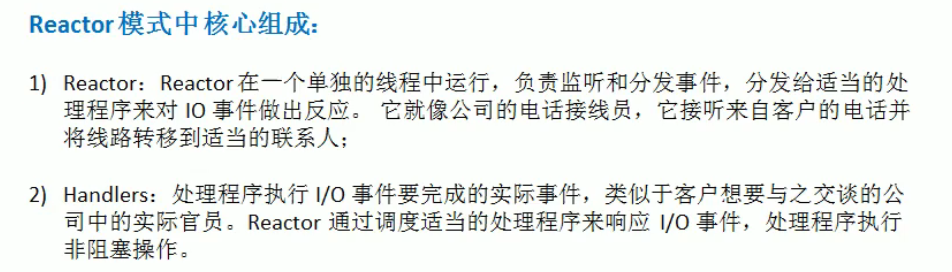 Reactor模式中核心组成：
1) Reactor：Reactor在一个单独的线程中运行，负责监听和分发事件，分发给适当的处
理程序来对 IO 事件做出反应。 它就像公司的电话接线员，它接听来自客户的电话并
将线路转移到适当的联系人；
2) Handlers：处理程序执行 I/O 事件要完成的实际事件，类似于客户想要与之交谈的公
司中的实际官员。Reactor 通过调度适当的处理程序来响应 I/O 事件，处理程序执行
非阻塞操作。